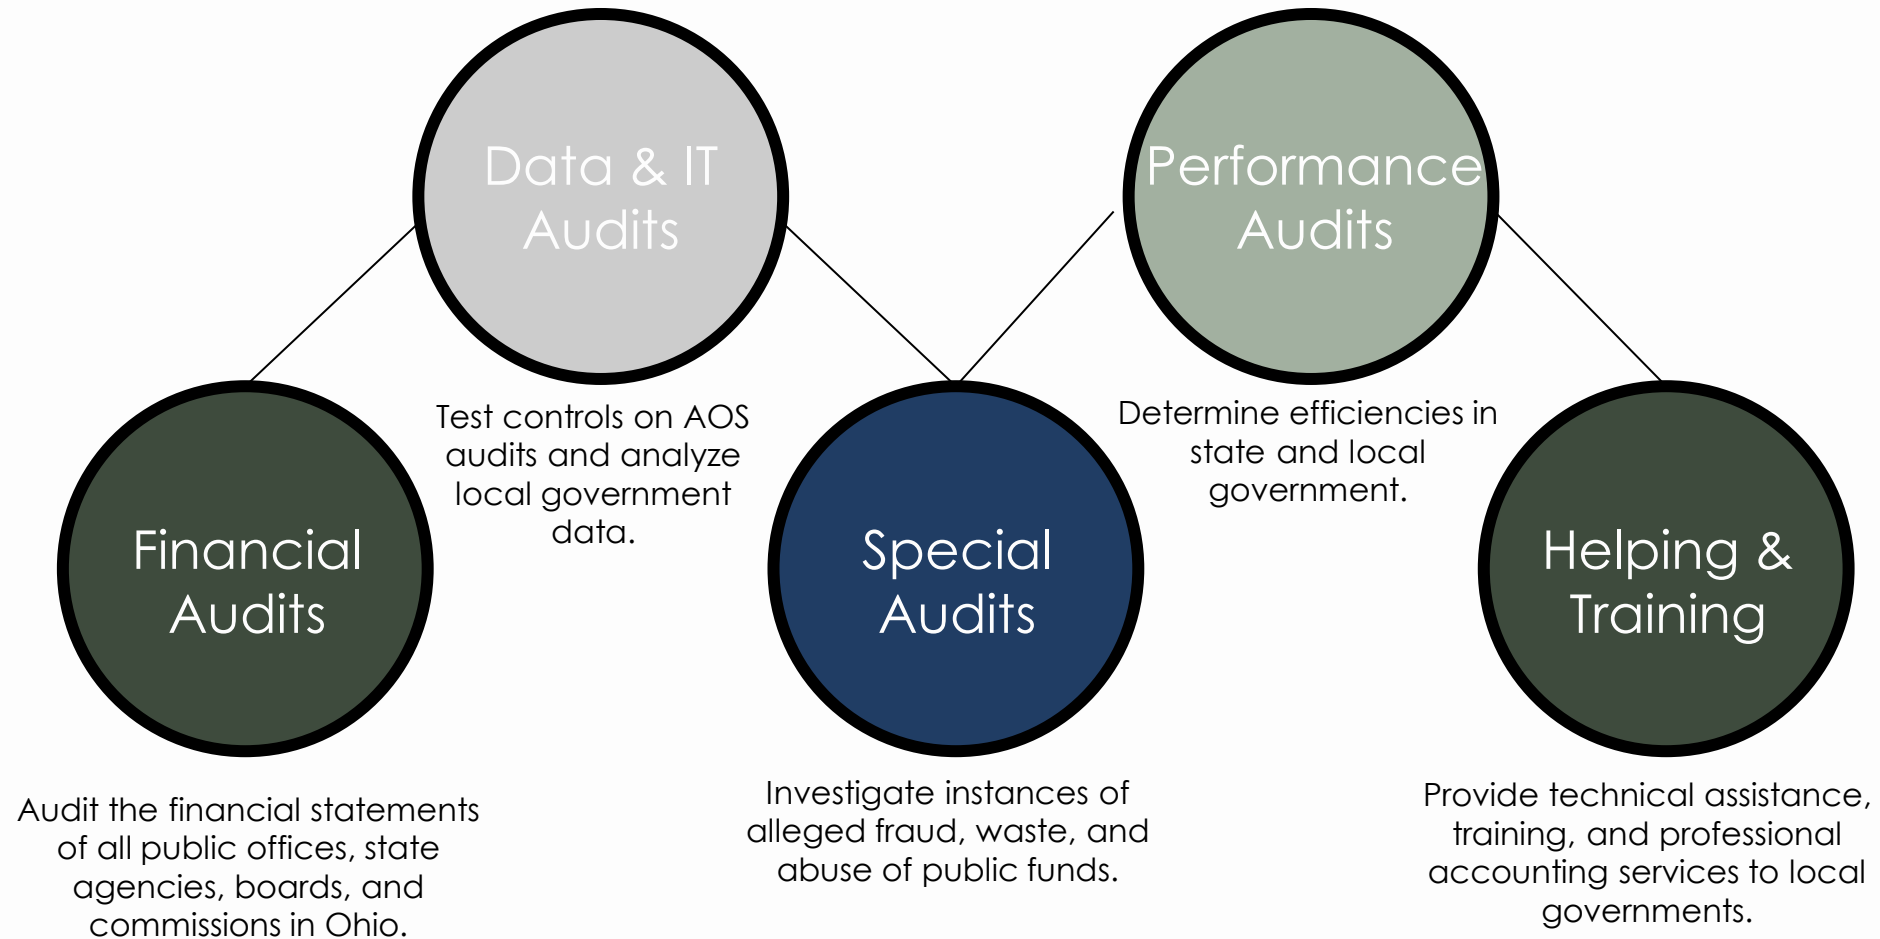 Data & IT
Audits
Performance
Audits
Test controls on AOS
audits and analyze
local government
data.
Determine efficiencies in
state and local
government.
Financial
Audits
Special
Audits
Helping &
Training
Audit the financial statements
of all public offices, state
agencies, boards, and
commissions in Ohio.
Investigate instances of
alleged fraud, waste, and
abuse of public funds.
Provide technical assistance,
training, and professional
accounting services to local
governments.